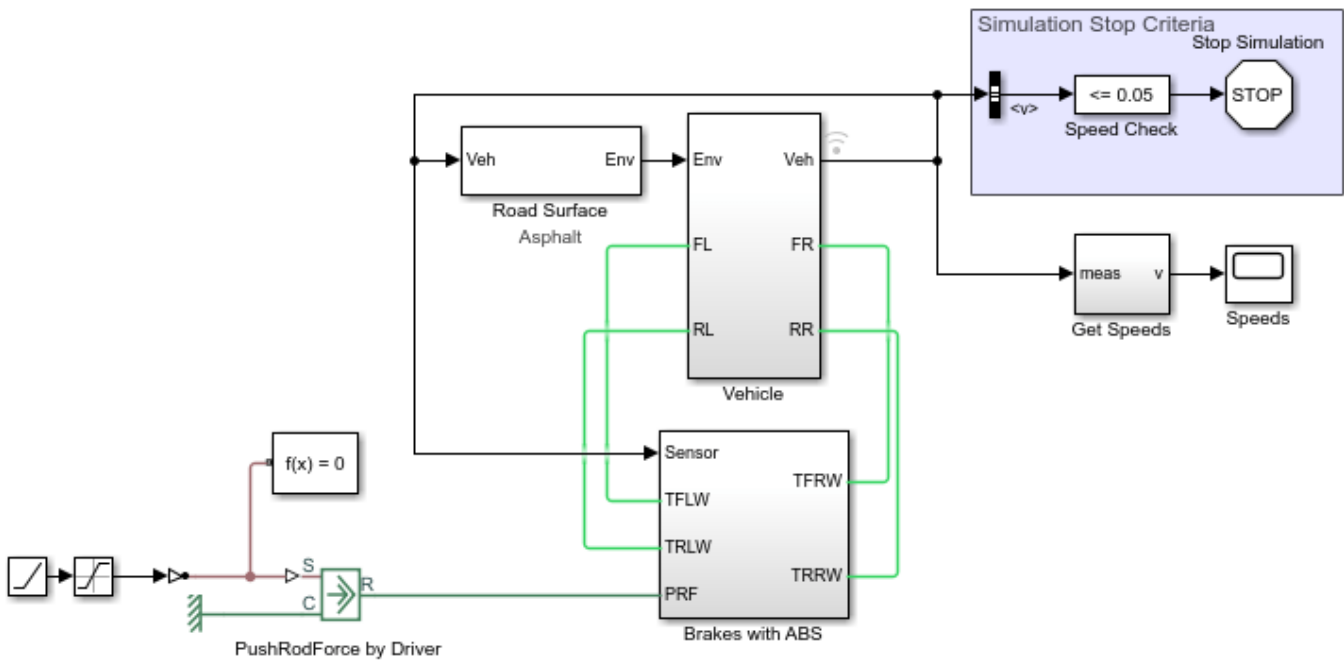 Simulation Stop Criteria
Stop Simulation
<v>
<= 0.05
STOP
Speed Check
Veh
Env
Road Surface
Asphalt
Env
Veh
FL
FR
RL
RR
Vehicle
meas
v
Get Speeds
Speeds
Sensor
TFLW
TFRW
TRLW
TRRW
PRF
Brakes with ABS
f(x) = 0
S
C
R
PushRodForce by Driver